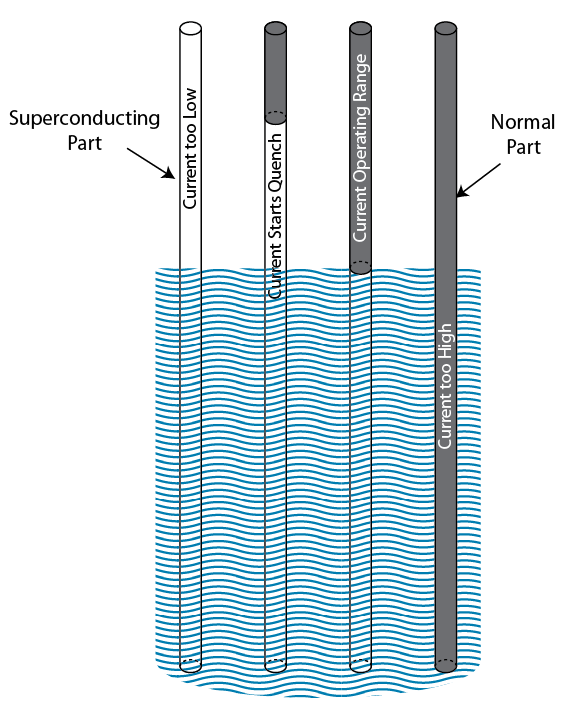 Superconducting
Part
Current too Low
Current Starts Quench
Current Operating Range
Current too High
Normal
Part